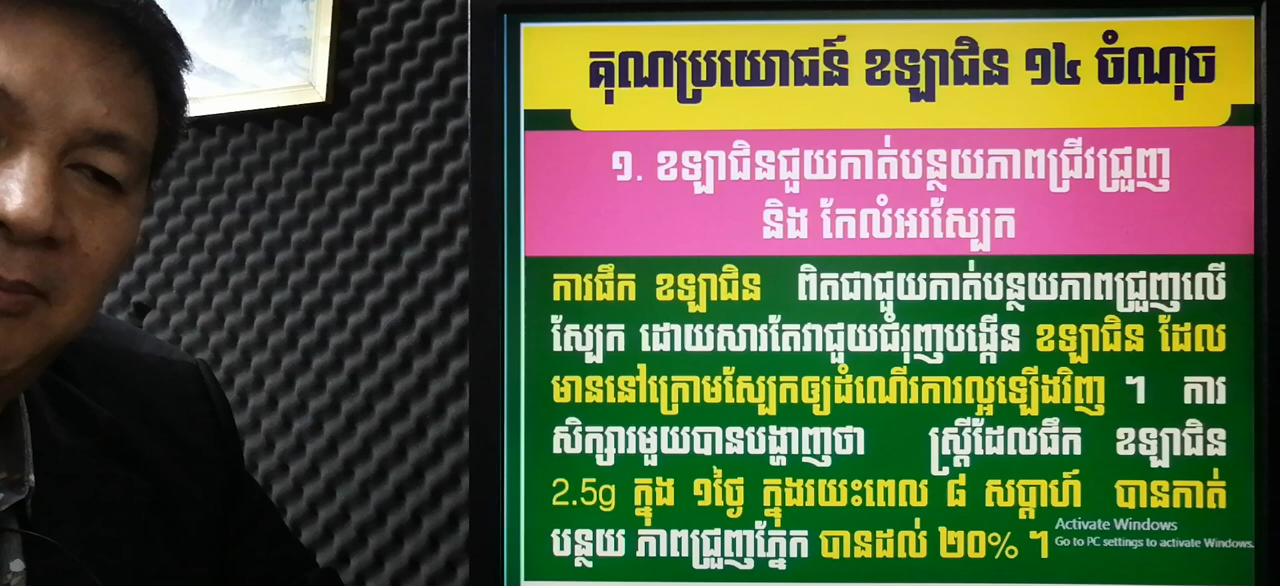 គុណប្រយោជន៍ ខឡាជិន ១៤ ចំណុច
១. ខឡាជិនជួយកាត់បន្ថយភាពជ្រីវជ្រួញ
និង កែលំអរស្បែក
ការផឹក ខឡាជិន ពិតជាជួយកាត់បន្ថយភាពជ្រួញលើ
ស្បែក ដោយសារតែវាជួយជំរុញបង្កើន ខឡាជិន ដែល
មាននៅក្រោមស្បែកឲ្យដំណើរការល្អឡើងវិញ ។ ការ
សិក្សារមួយបានបង្ហាញថា ស្ត្រីដែលផឹក ខឡាជិន
2.5g ក្នុង ១ថ្ងៃ ក្នុងរយះពេល ៨ សប្ដាហ៍ បានកាត់
បន្ថយ ភាពជ្រួញភ្នែក បានដល់ ២០% ។
Activate Windows
Go to PC settings to activate Windows.